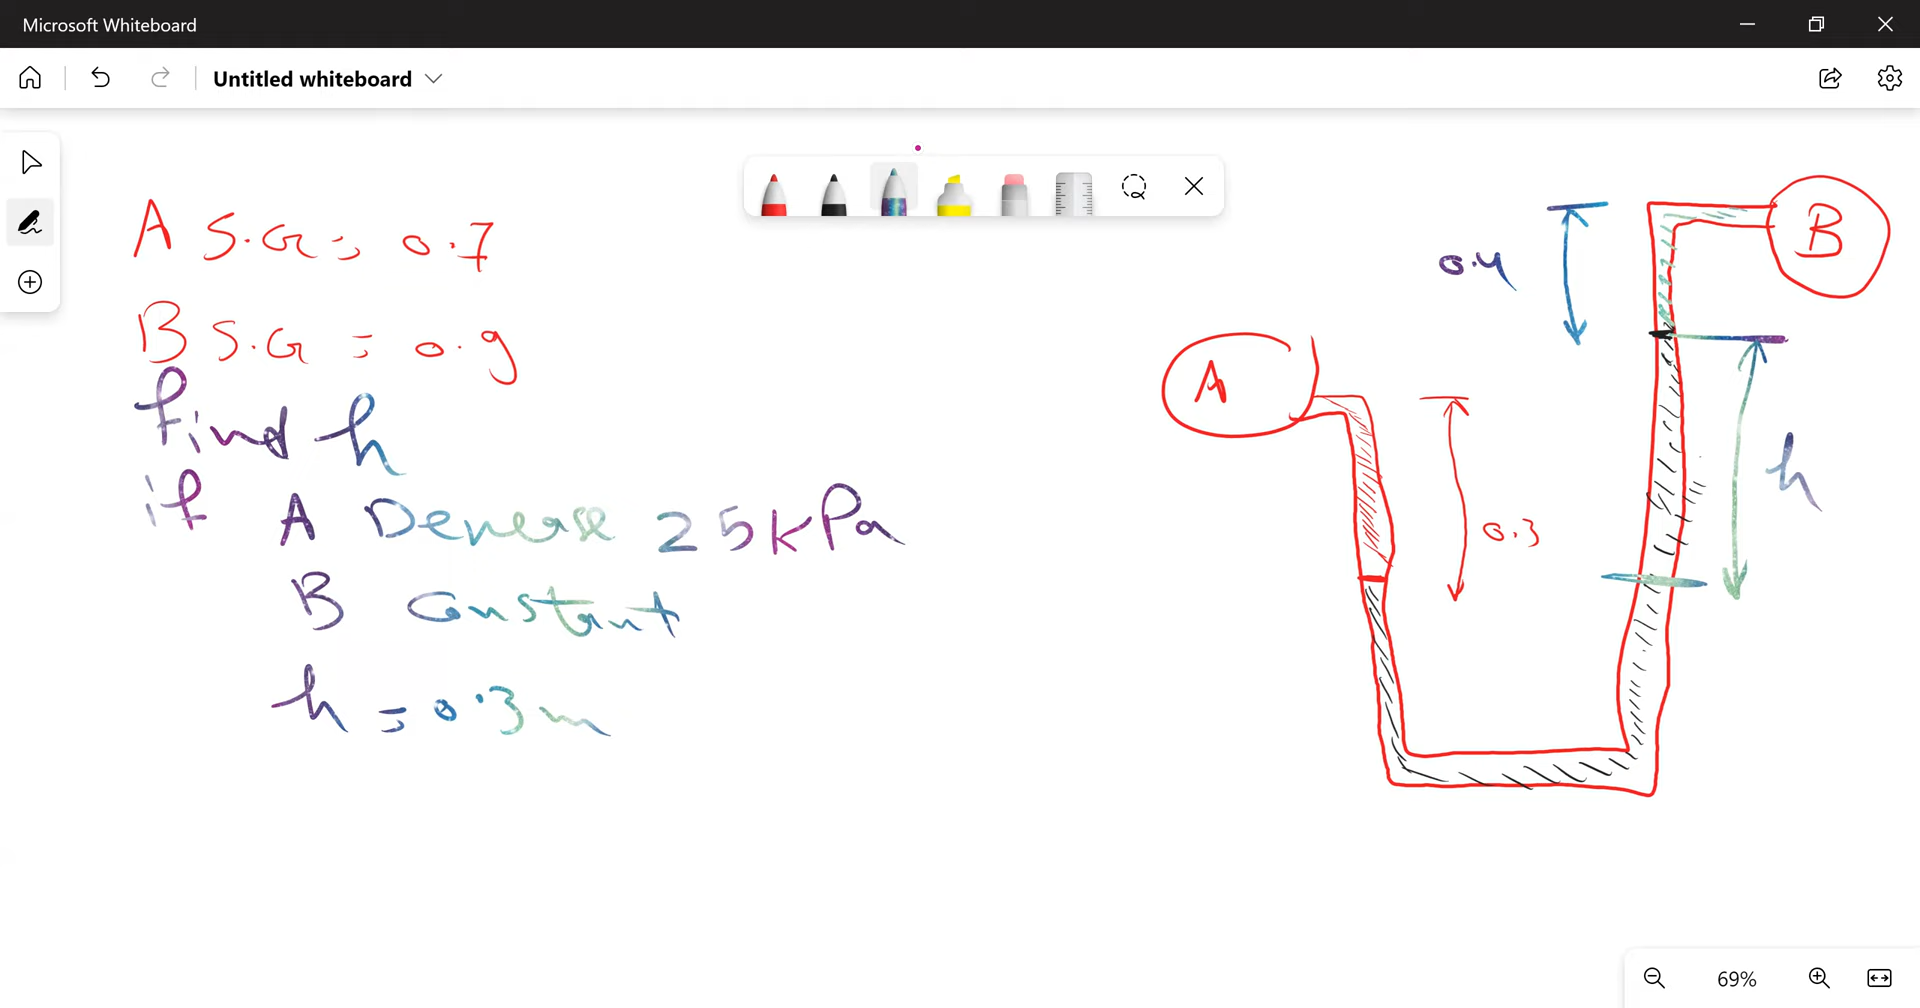 Microsoft Whiteboard
Untitled whiteboard
A S.G = 0.7
B S.G = 0.9
find h
if A Decrease 25kPa
B Constant
h = 0.3m
0.4
B
A
0.3
h
69%